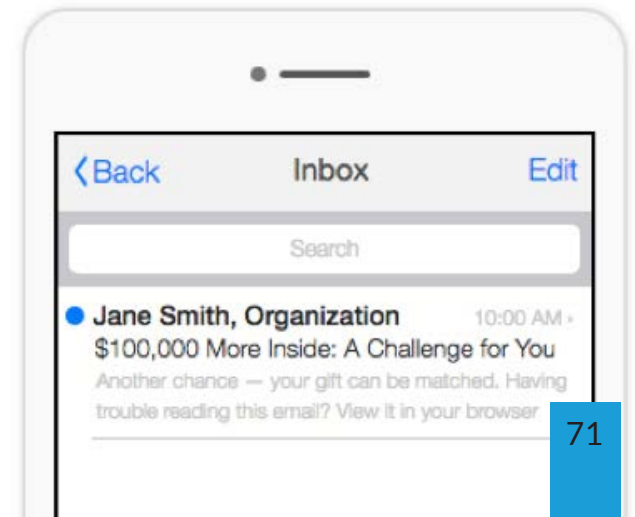 Back Inbox Edit
Search
Jane Smith, Organization 10:00 AM
$100,000 More Inside: A Challenge for You
Another chance — your gift can be matched. Having
trouble reading this email? View it in your browser
71